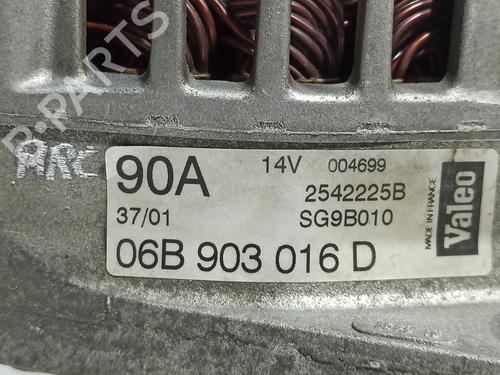 B-PARTS
ARC
90A 14V 004699
2542225B
37/01 SG9B010
06B 903 016 D
MADE IN FRANCE
Valeo